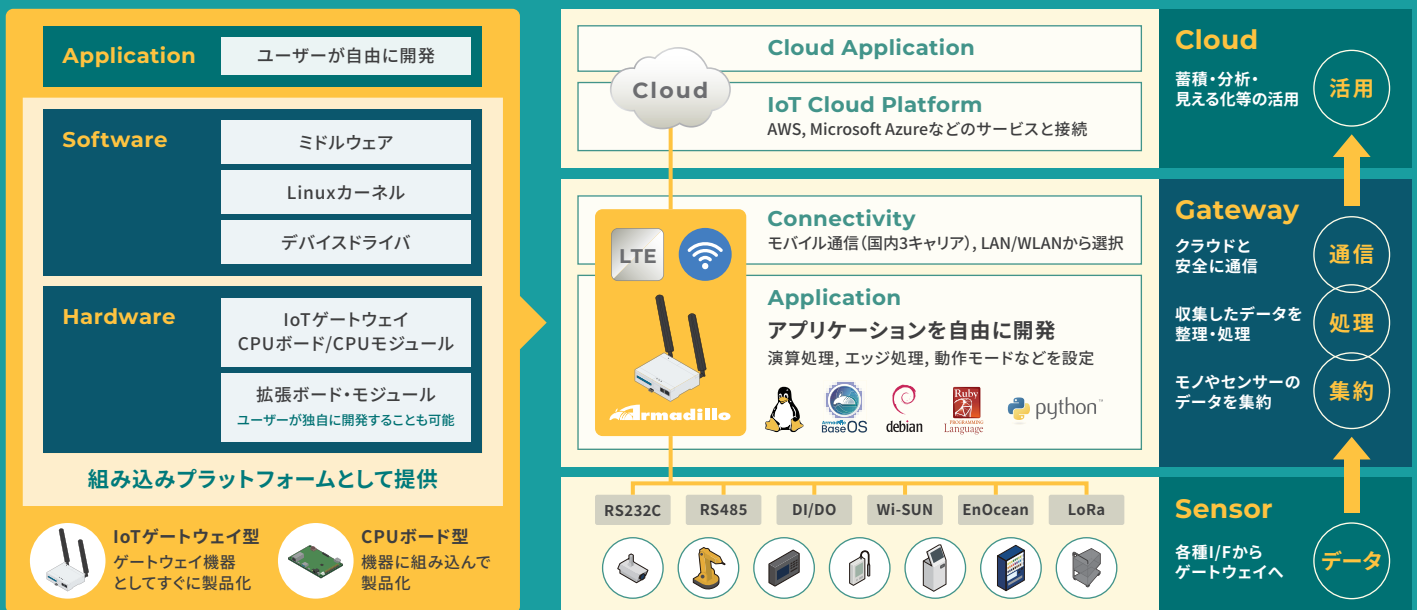 Application
ユーザーが自由に開発
Software
ミドルウェア
Linuxカーネル
デバイスドライバ
Hardware
IoTゲートウェイ
CPUボード/CPUモジュール
拡張ボード・モジュール
ユーザーが独自に開発することも可能
組み込みプラットフォームとして提供
IoTゲートウェイ型
ゲートウェイ機器
としてすぐに製品化
CPUボード型
機器に組み込んで
製品化
Cloud
Cloud Application
IoT Cloud Platform
AWS, Microsoft Azureなどのサービスと接続
LTE
Armadillo
Connectivity
モバイル通信(国内3キャリア), LAN/WLANから選択
Application
アプリケーションを自由に開発
演算処理, エッジ処理, 動作モードなどを設定
Armadillo
Base OS
debian
Ruby
PROGRAMMING
Language
python™
RS232C
RS485
DI/DO
Wi-SUN
EnOcean
LoRa
Cloud
蓄積・分析・
見える化等の活用
活用
Gateway
クラウドと
安全に通信
通信
収集したデータを
整理・処理
処理
モノやセンサーの
データを集約
集約
Sensor
各種I/Fから
ゲートウェイへ
データ